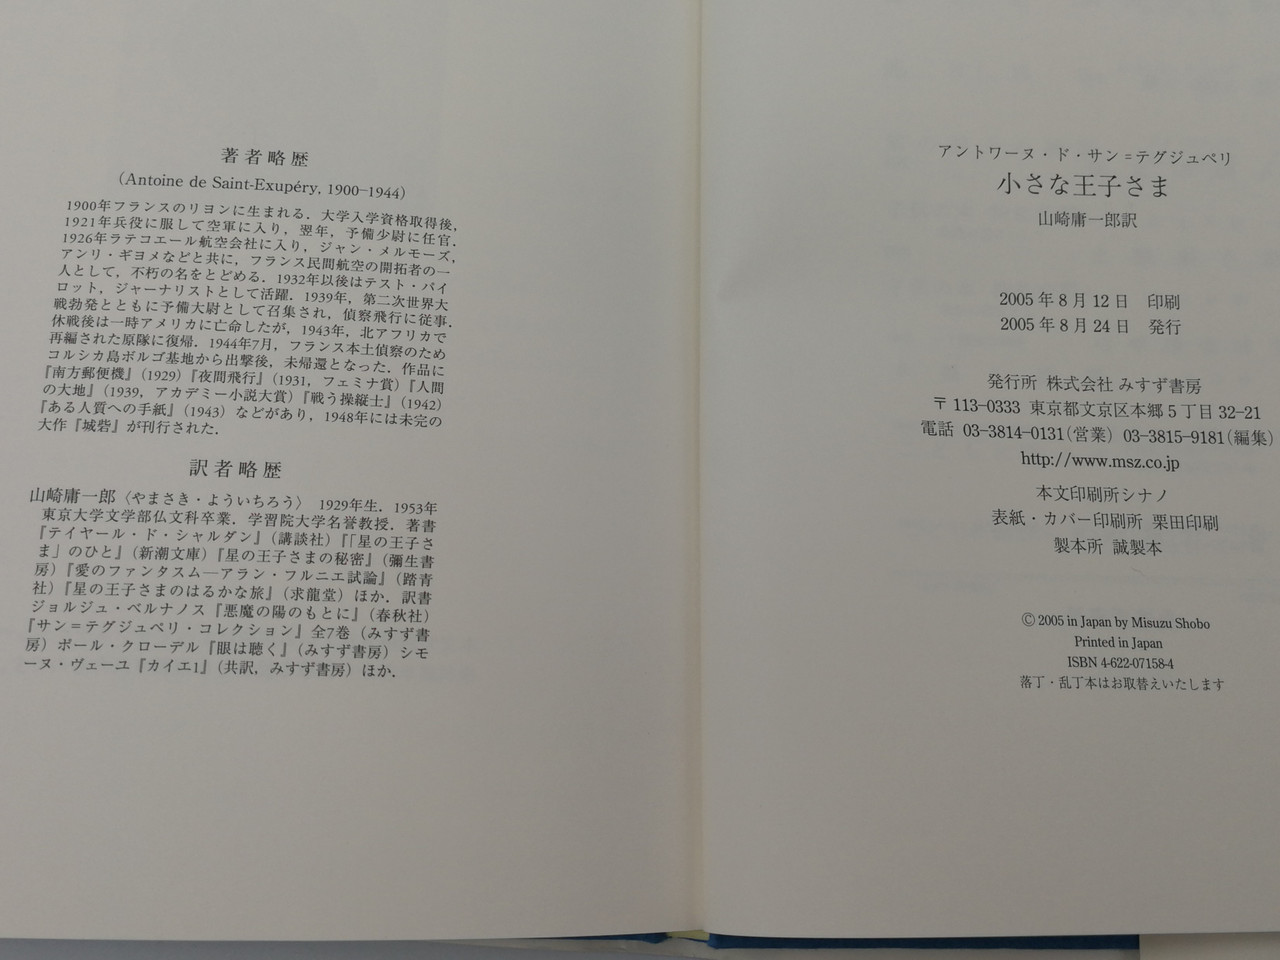 著者略歴
（Antoine de Saint-Exupéry, 1900–1944）
1900年フランスのリヨンに生まれる．大学入学資格取得後，
1921年兵役に服して空軍に入り，翌年，予備少尉に任官．
1926年ラテコエール航空会社に入り，ジャン・メルモーズ，
アンリ・ギヨメなどと共に，フランス民間航空の開拓者の一
人として，不朽の名をとどめる．1932年以後はテスト・パイ
ロット，ジャーナリストとして活躍．1939年，第二次世界大
戦勃発とともに予備大尉として召集され，偵察飛行に従事．
休戦後は一時アメリカに亡命したが，1943年，北アフリカで
再編された原隊に復帰．1944年7月，フランス本土偵察のため
コルシカ島ボルゴ基地から出撃後，未帰還となった．作品に
『南方郵便機』（1929）『夜間飛行』（1931，フェミナ賞）『人間
の大地』（1939，アカデミー小説大賞）『戦う操縦士』（1942）
『ある人質への手紙』（1943）などがあり，1948年には未完の
大作『城砦』が刊行された．
訳者略歴
山崎庸一郎〈やまさき・よういちろう〉 1929年生．1953年
東京大学文学部仏文科卒業．学習院大学名誉教授．著書
『テイヤール・ド・シャルダン』（講談社）『「星の王子さ
ま」のひと』（新潮文庫）『星の王子さまの秘密』（彌生書
房）『愛のファンタスム―アラン・フルニエ試論』（踏青
社）『星の王子さまのはるかな旅』（求龍堂）ほか．訳書
ジョルジュ・ベルナノス『悪魔の陽のもとに』（春秋社）
『サン＝テグジュペリ・コレクション』全7巻（みすず書
房）ポール・クローデル『眼は聴く』（みすず書房）シモ
ーヌ・ヴェーユ『カイエ1』（共訳，みすず書房）ほか．
アントワーヌ・ド・サン＝テグジュペリ
小さな王子さま
山崎庸一郎訳
2005年8月12日 印刷
2005年8月24日 発行
発行所 株式会社 みすず書房
〒113-0333 東京都文京区本郷5丁目32-21
電話 03-3814-0131（営業） 03-3815-9181（編集）
http://www.msz.co.jp
本文印刷所シナノ
表紙・カバー印刷所 栗田印刷
製本所 誠製本
© 2005 in Japan by Misuzu Shobo
Printed in Japan
ISBN 4-622-07158-4
落丁・乱丁本はお取替えいたします